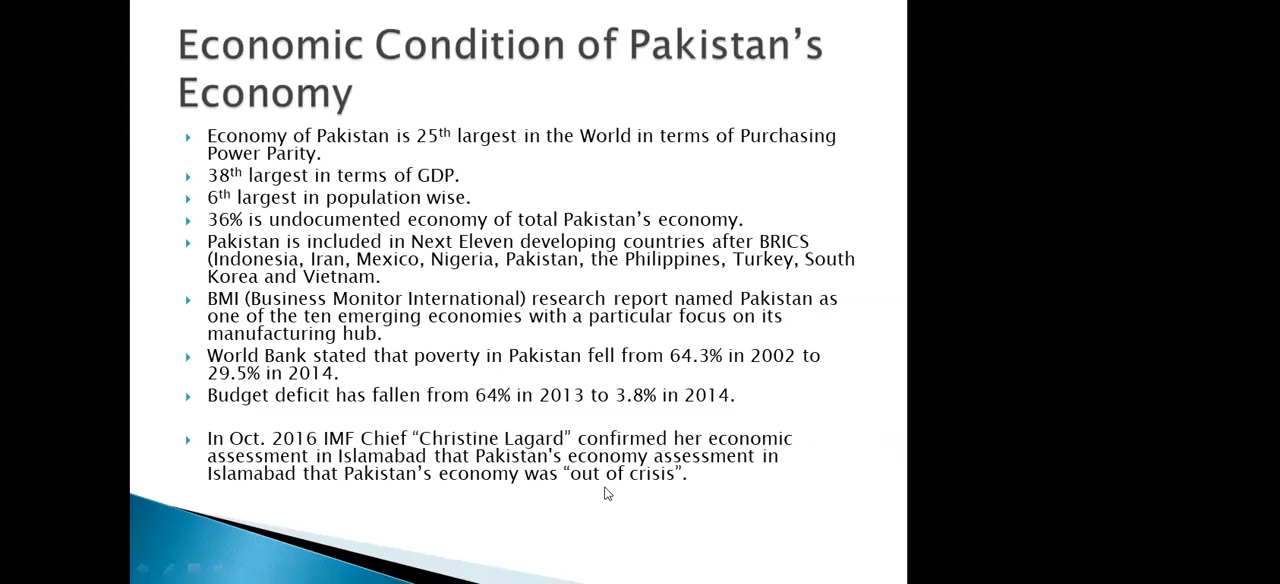 Economic Condition of Pakistan’s
Economy
Economy of Pakistan is 25th largest in the World in terms of Purchasing
Power Parity.
38th largest in terms of GDP.
6th largest in population wise.
36% is undocumented economy of total Pakistan’s economy.
Pakistan is included in Next Eleven developing countries after BRICS
(Indonesia, Iran, Mexico, Nigeria, Pakistan, the Philippines, Turkey, South
Korea and Vietnam.
BMI (Business Monitor International) research report named Pakistan as
one of the ten emerging economies with a particular focus on its
manufacturing hub.
World Bank stated that poverty in Pakistan fell from 64.3% in 2002 to
29.5% in 2014.
Budget deficit has fallen from 64% in 2013 to 3.8% in 2014.
In Oct. 2016 IMF Chief “Christine Lagard” confirmed her economic
assessment in Islamabad that Pakistan's economy assessment in
Islamabad that Pakistan’s economy was “out of crisis”.